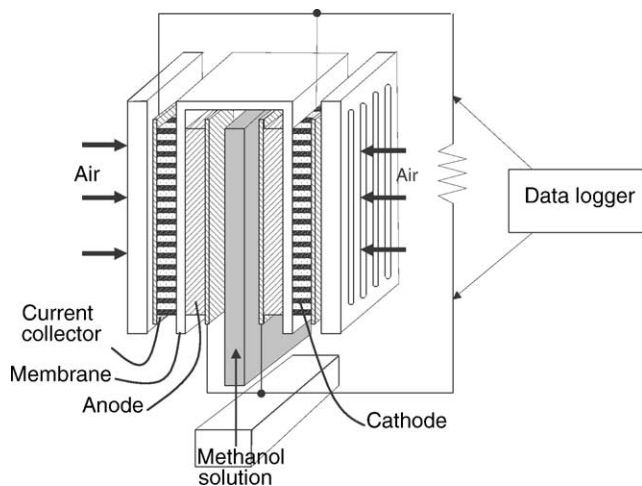 Air
Air
Data logger
Current
collector
Membrane
Anode
Cathode
Methanol
solution